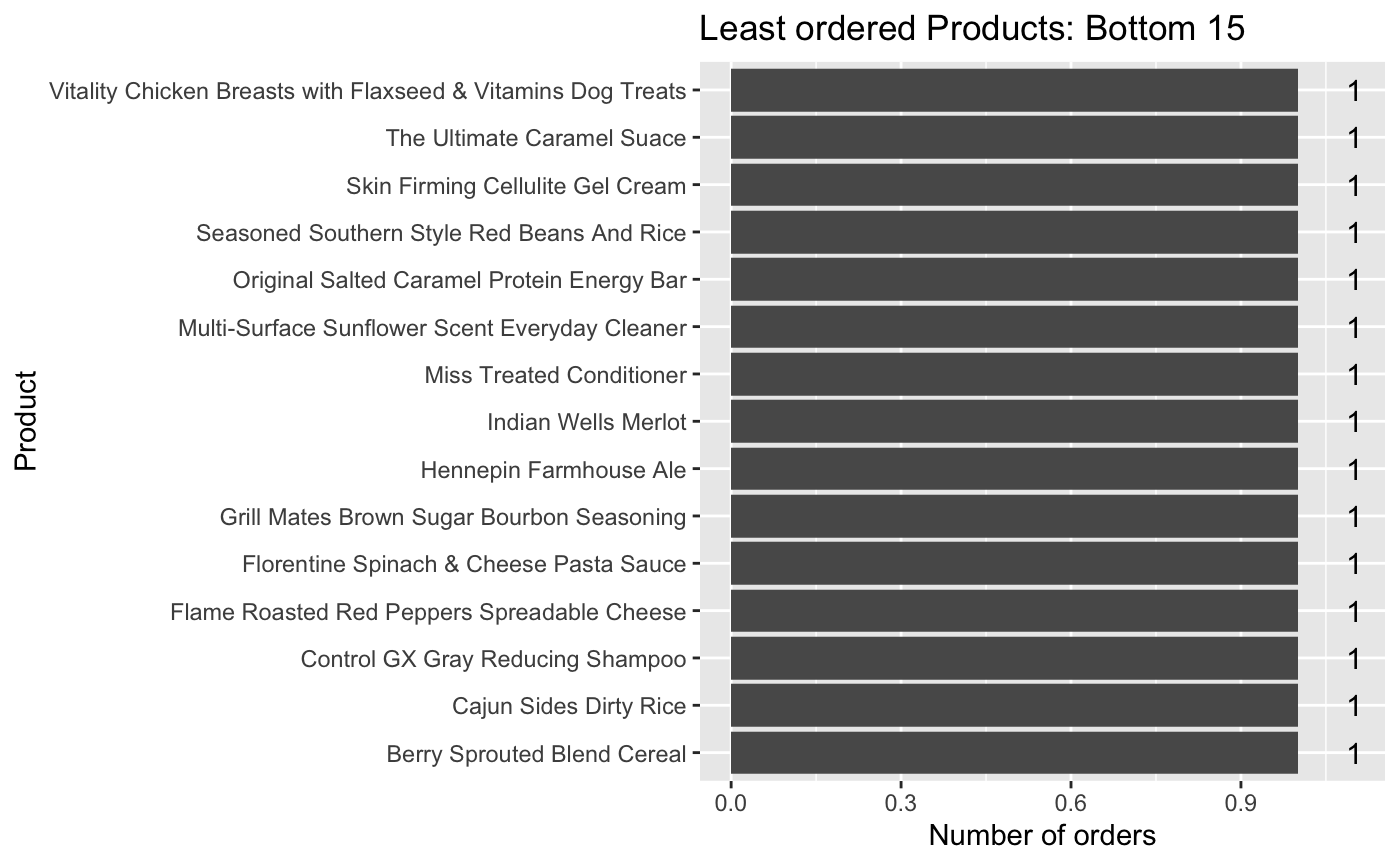 Least ordered Products: Bottom 15
Vitality Chicken Breasts with Flaxseed & Vitamins Dog Treats 1
The Ultimate Caramel Suace 1
Skin Firming Cellulite Gel Cream 1
Seasoned Southern Style Red Beans And Rice 1
Original Salted Caramel Protein Energy Bar 1
Multi-Surface Sunflower Scent Everyday Cleaner 1
Miss Treated Conditioner 1
Indian Wells Merlot 1
Hennepin Farmhouse Ale 1
Grill Mates Brown Sugar Bourbon Seasoning 1
Florentine Spinach & Cheese Pasta Sauce 1
Flame Roasted Red Peppers Spreadable Cheese 1
Control GX Gray Reducing Shampoo 1
Cajun Sides Dirty Rice 1
Berry Sprouted Blend Cereal 1
Product
0.0 0.3 0.6 0.9
Number of orders